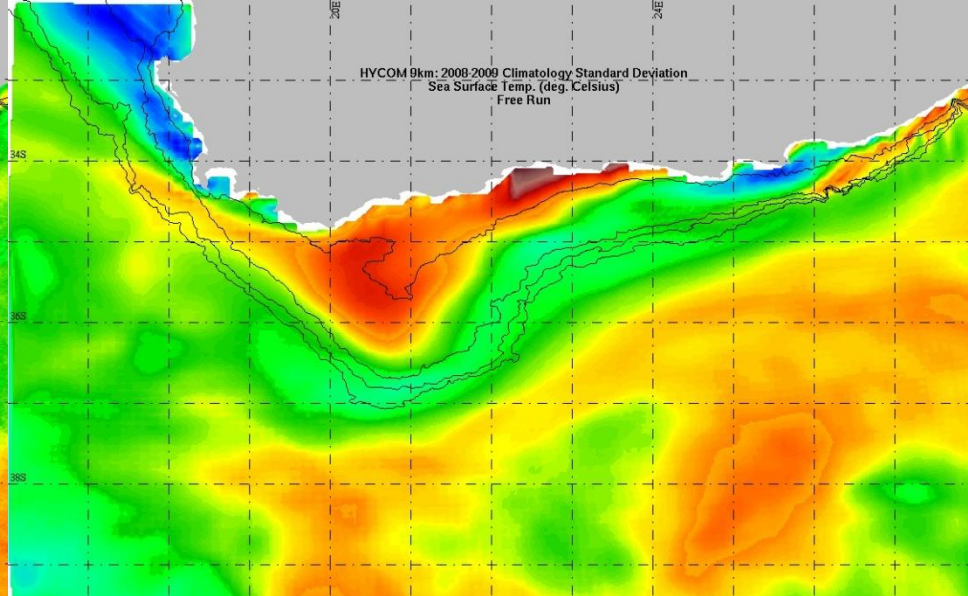 20E
24E
HYCOM 9km: 2008-2009 Climatology Standard Deviation
Sea Surface Temp. (deg. Celsius)
Free Run
34S
36S
38S